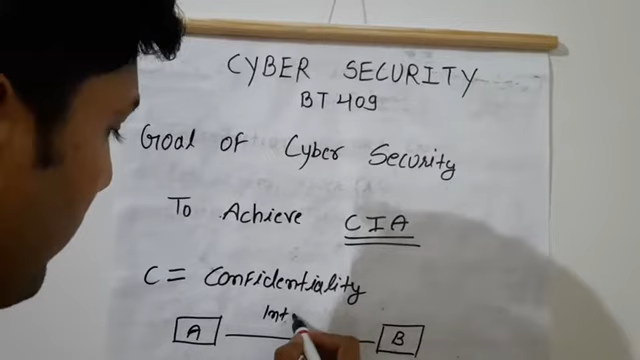 CYBER SECURITY
BT 409
Goal of Cyber Security
To Achieve CIA
C = Confidentiality
Int
A B